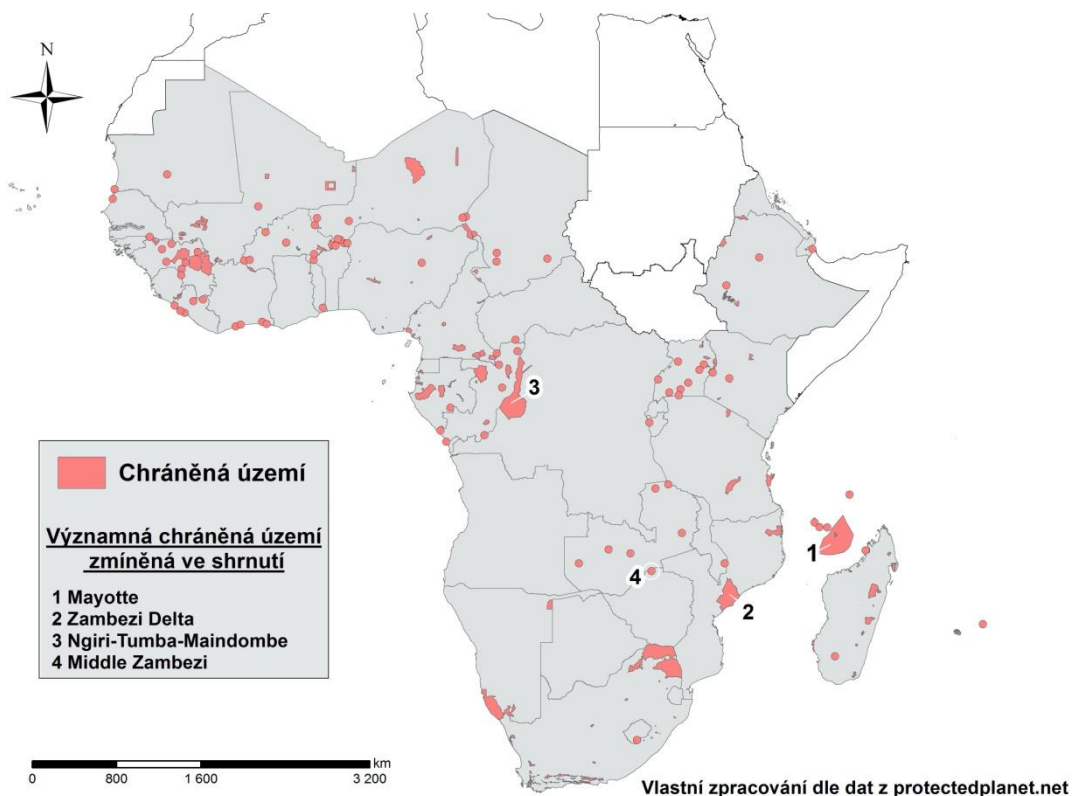 N
3
1
4
2
Chráněná území
Významná chráněná území
zmíněná ve shrnutí
1 Mayotte
2 Zambezi Delta
3 Ngiri-Tumba-Maindombe
4 Middle Zambezi
0 800 1 600 3 200
km
Vlastní zpracování dle dat z protectedplanet.net